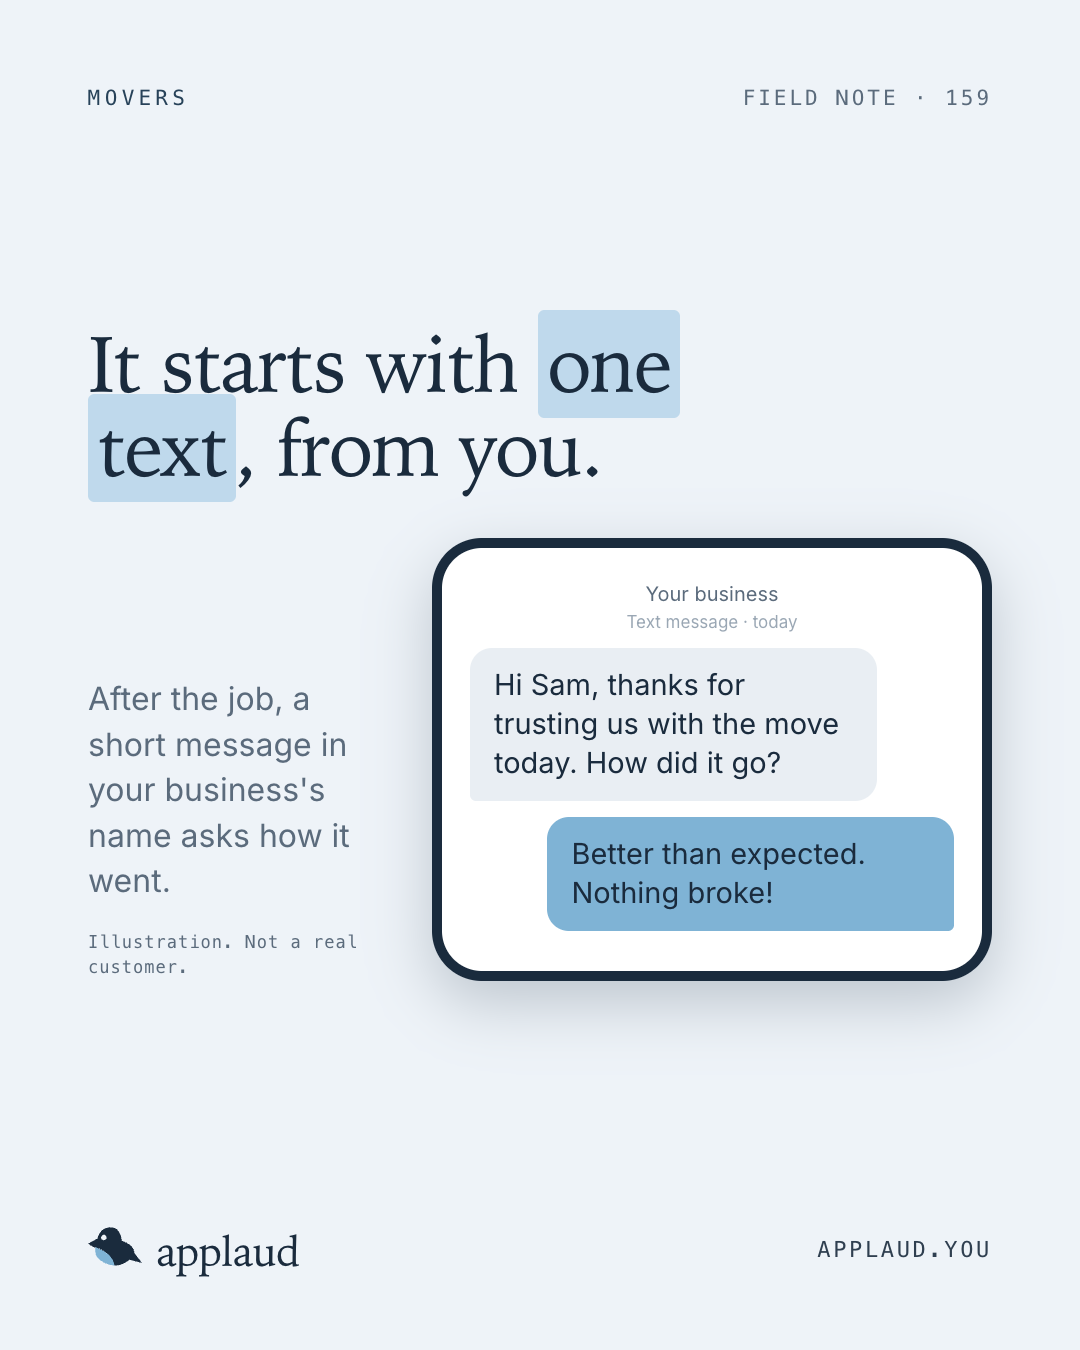 MOVERS
FIELD NOTE · 159
It starts with one
text, from you.
After the job, a
short message in
your business's
name asks how it
went.
Illustration. Not a real
customer.
Your business
Text message · today
Hi Sam, thanks for
trusting us with the move
today. How did it go?
Better than expected.
Nothing broke!
applaud
APPLAUD.YOU